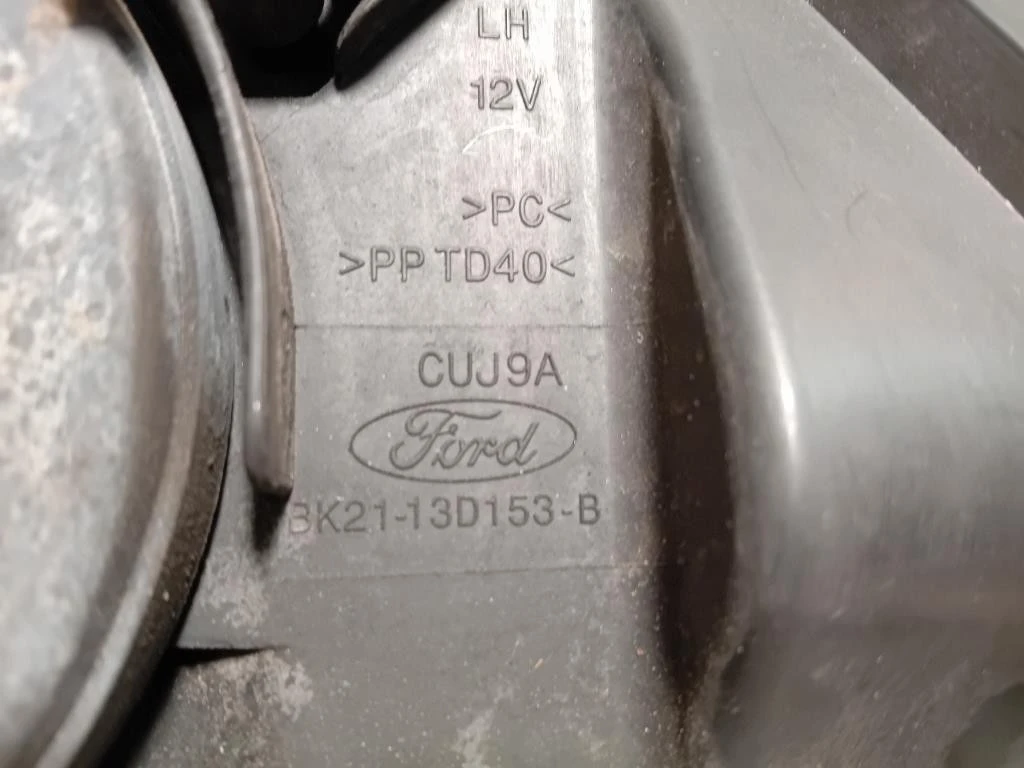 LH
12V
>PC<
>PP TD40<
CUJ9A
Ford
BK21-13D153-B